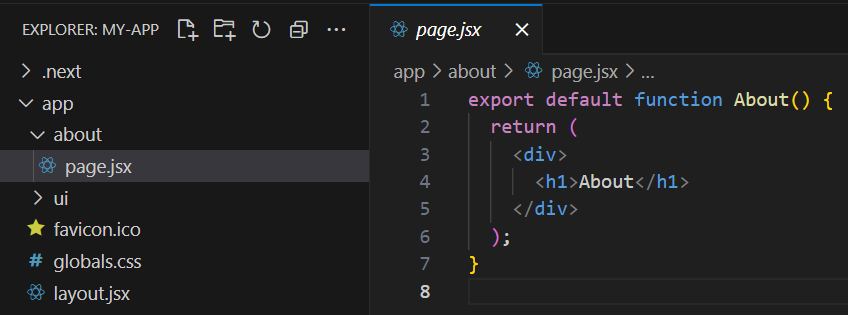 EXPLORER: MY-APP
.next
app
about
page.jsx
ui
favicon.ico
# globals.css
layout.jsx
page.jsx
app > about > page.jsx > ...
1 export default function About() {
2 return (
3 <div>
4 <h1>About</h1>
5 </div>
6 );
7 }
8